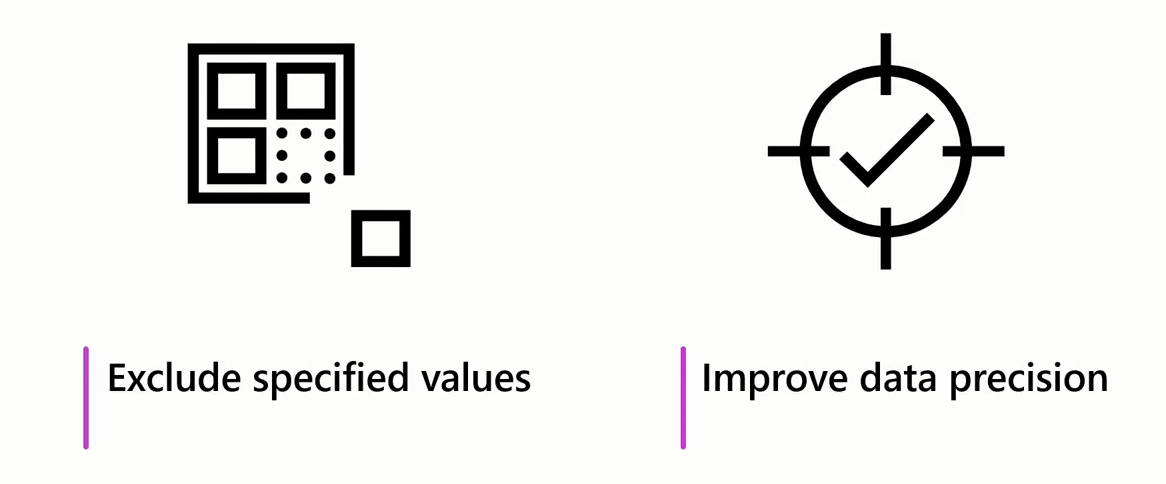 Exclude specified values
Improve data precision